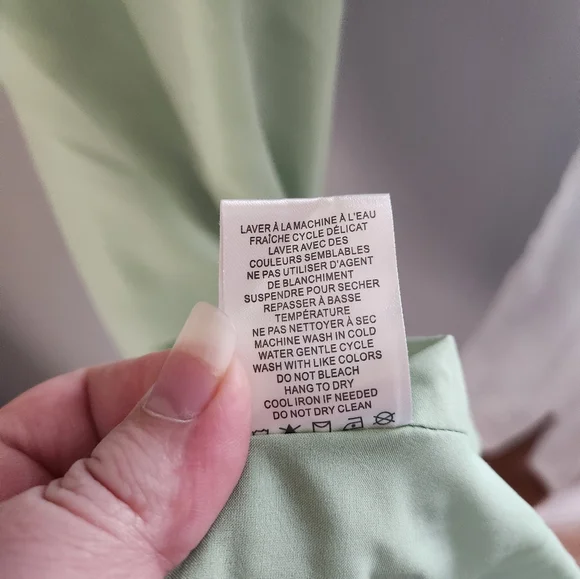 LAVER À LA MACHINE À L'EAU
FRAÎCHE CYCLE DÉLICAT
LAVER AVEC DES
COULEURS SEMBLABLES
NE PAS UTILISER D'AGENT
DE BLANCHIMENT
SUSPENDRE POUR SECHER
REPASSER À BASSE
TEMPÉRATURE
NE PAS NETTOYER À SEC
MACHINE WASH IN COLD
WATER GENTLE CYCLE
WASH WITH LIKE COLORS
DO NOT BLEACH
HANG TO DRY
COOL IRON IF NEEDED
DO NOT DRY CLEAN